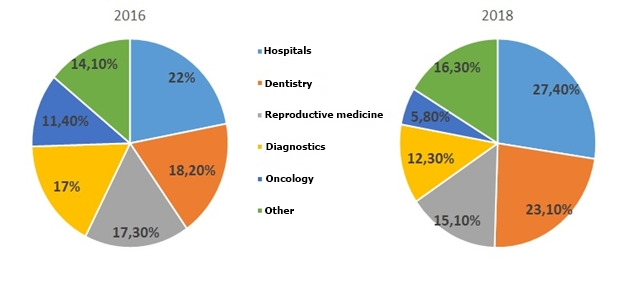 2016
22%
18,20%
17,30%
17%
11,40%
14,10%
Hospitals
Dentistry
Reproductive medicine
Diagnostics
Oncology
Other
2018
27,40%
23,10%
15,10%
12,30%
5,80%
16,30%